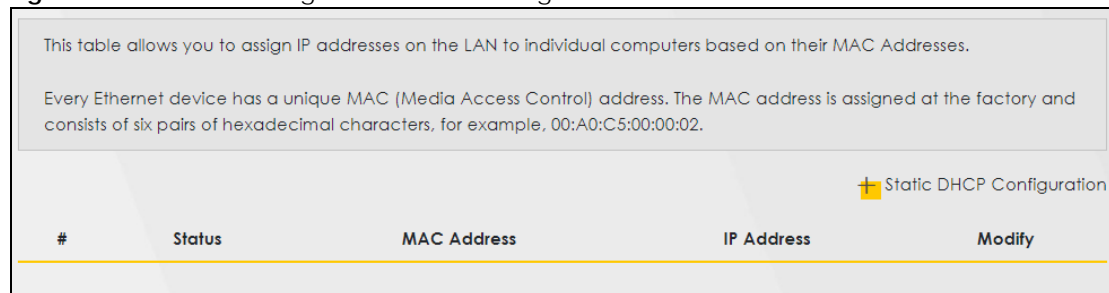 This table allows you to assign IP addresses on the LAN to individual computers based on their MAC Addresses.
Every Ethernet device has a unique MAC (Media Access Control) address. The MAC address is assigned at the factory and
consists of six pairs of hexadecimal characters, for example, 00:A0:C5:00:00:02.
+ Static DHCP Configuration
# Status MAC Address IP Address Modify